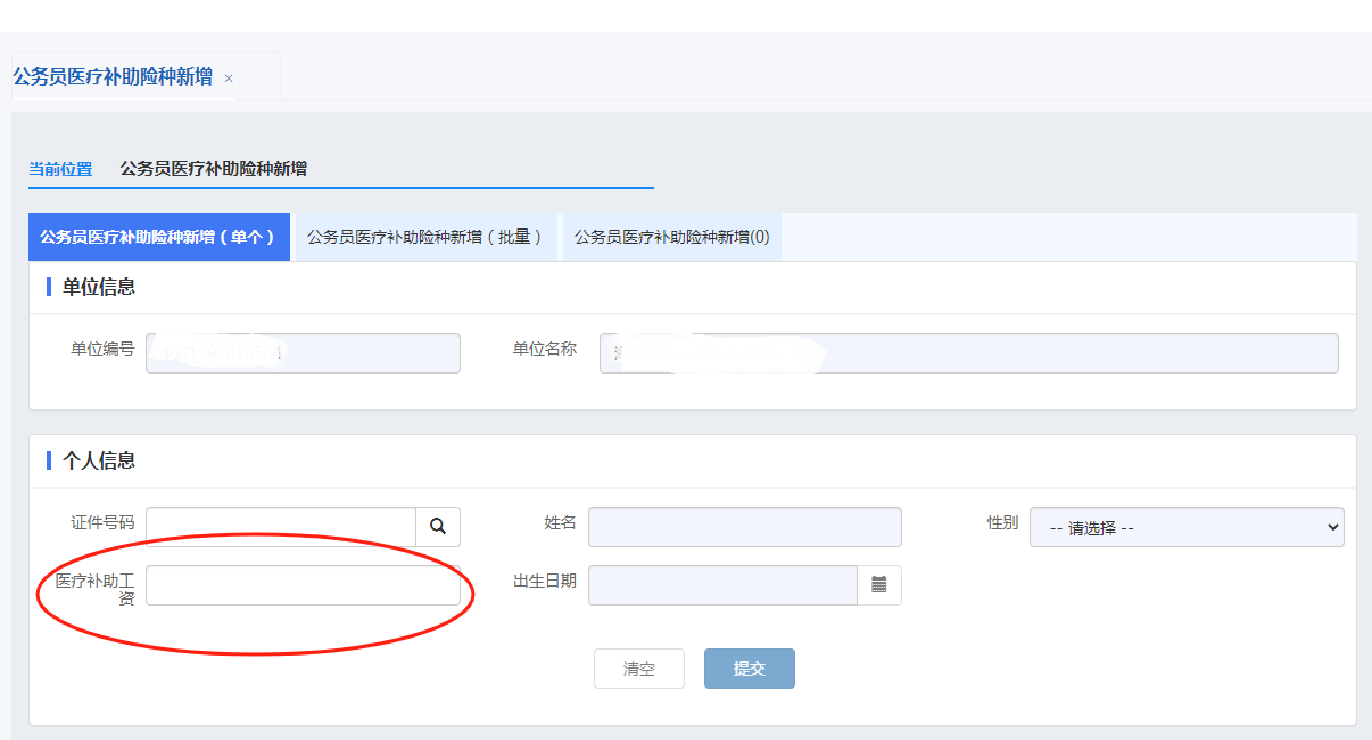 公务员医疗补助险种新增 ×
当前位置 公务员医疗补助险种新增
公务员医疗补助险种新增（单个） 公务员医疗补助险种新增（批量） 公务员医疗补助险种新增(0)
单位信息
单位编号 单位名称
个人信息
证件号码 姓名 性别 -- 请选择 --
医疗补助工 出生日期
资
清空 提交